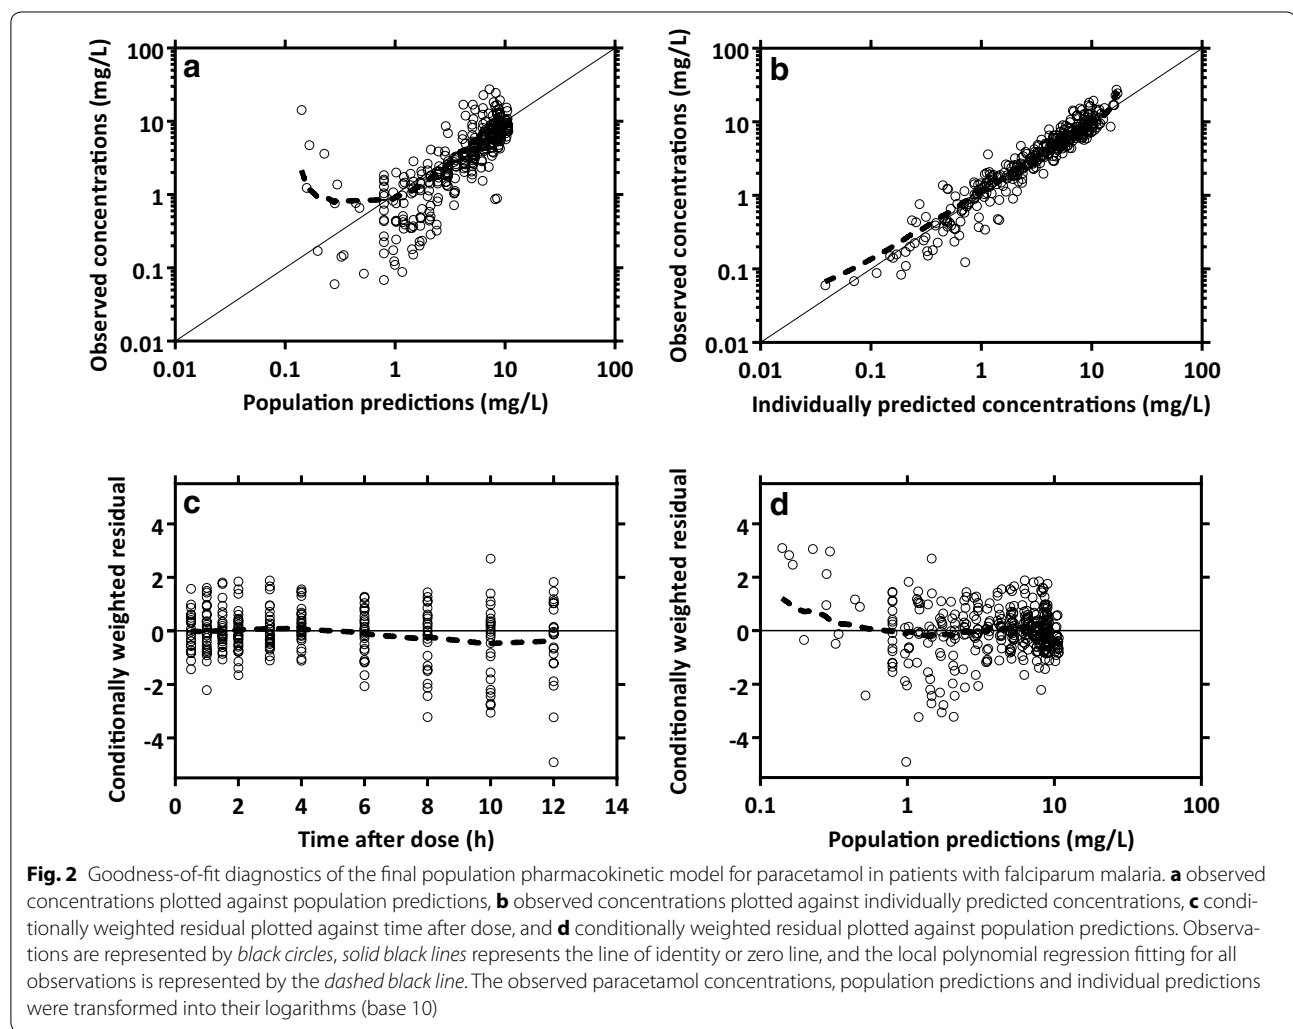 a
Observed concentrations (mg/L)
100
10
1
0.1
0.01
0.01 0.1 1 10 100
Population predictions (mg/L)
b
Observed concentrations (mg/L)
100
10
1
0.1
0.01
0.01 0.1 1 10 100
Individually predicted concentrations (mg/L)
c
Conditionally weighted residual
4
2
0
-2
-4
0 2 4 6 8 10 12 14
Time after dose (h)
d
Conditionally weighted residual
4
2
0
-2
-4
0.1 1 10 100
Population predictions (mg/L)
Fig. 2 Goodness-of-fit diagnostics of the final population pharmacokinetic model for paracetamol in patients with falciparum malaria. a observed
concentrations plotted against population predictions, b observed concentrations plotted against individually predicted concentrations, c condi-
tionally weighted residual plotted against time after dose, and d conditionally weighted residual plotted against population predictions. Observa-
tions are represented by black circles, solid black lines represents the line of identity or zero line, and the local polynomial regression fitting for all
observations is represented by the dashed black line. The observed paracetamol concentrations, population predictions and individual predictions
were transformed into their logarithms (base 10)